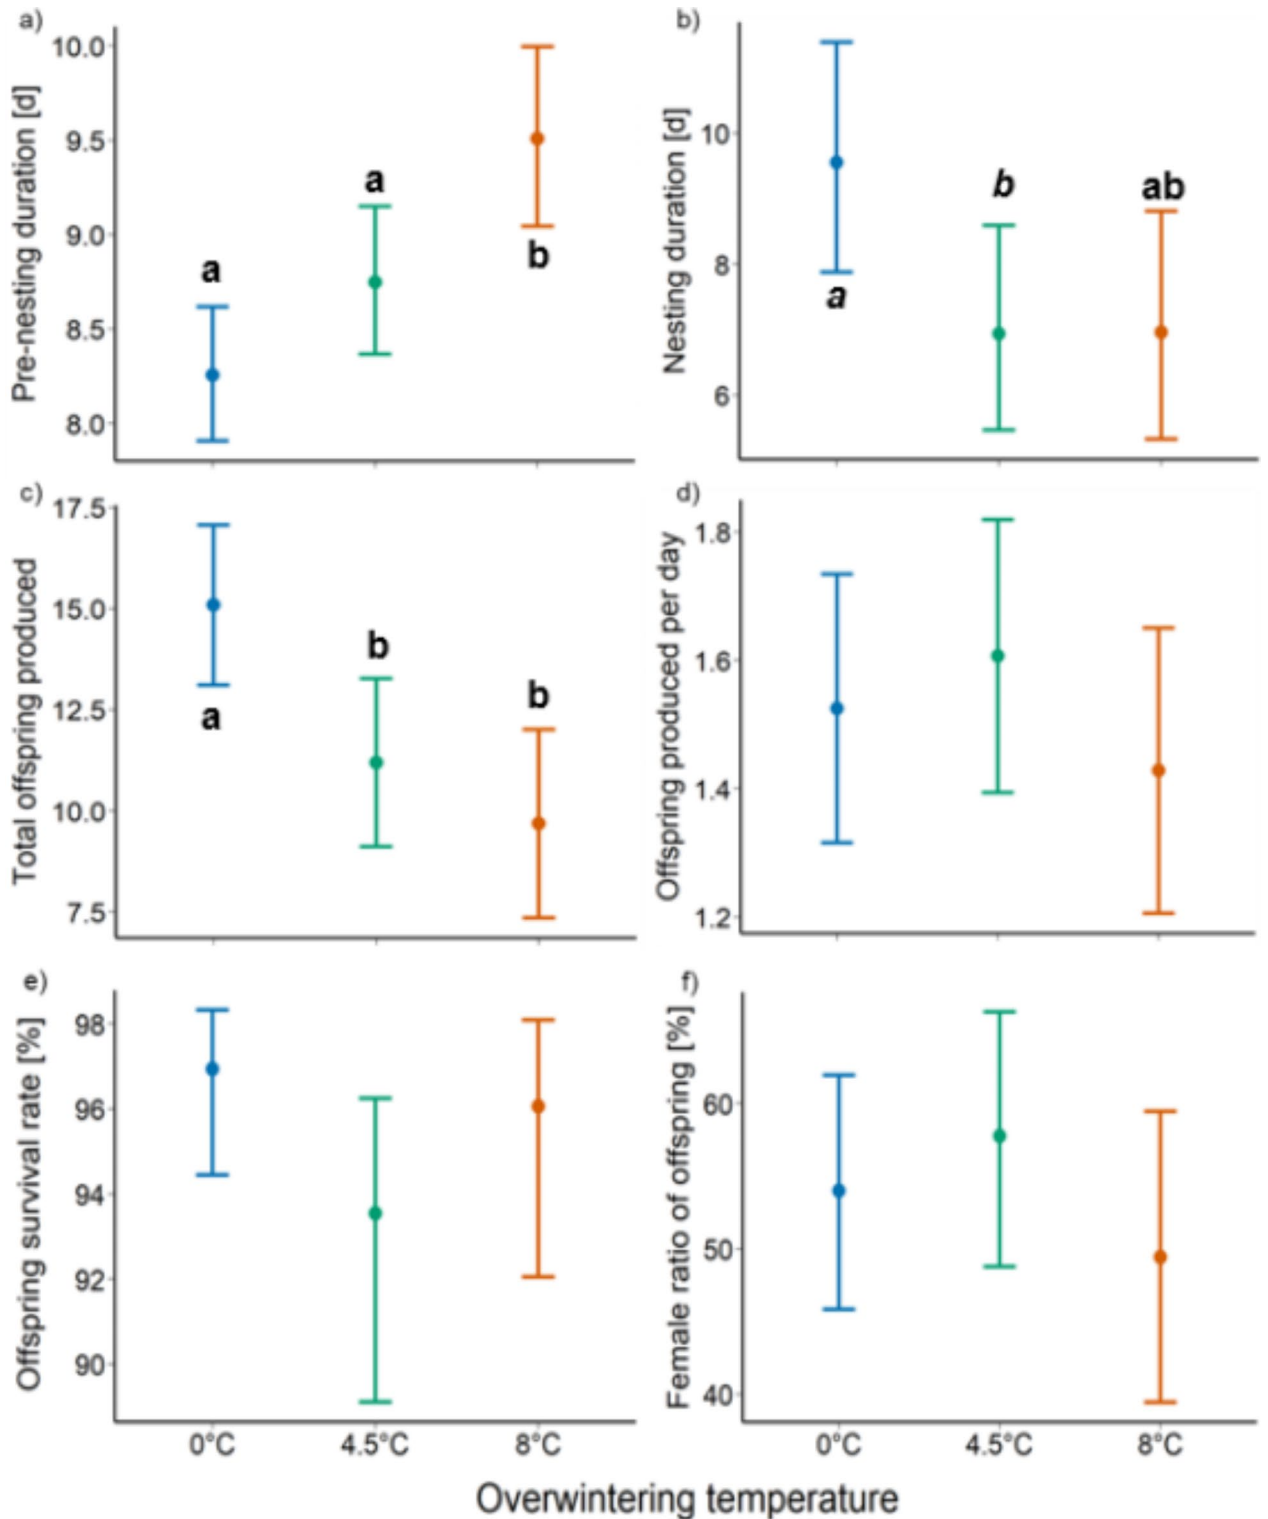 a)
Pre-nesting duration [d]
10.0
9.5
9.0
8.5
8.0
a
a
b
b)
Nesting duration [d]
10
8
6
a
b
ab
c)
Total offspring produced
17.5
15.0
12.5
10.0
7.5
a
b
b
d)
Offspring produced per day
1.8
1.6
1.4
1.2
e)
Offspring survival rate [%]
98
96
94
92
90
0°C
4.5°C
8°C
f)
Female ratio of offspring [%]
60
50
40
0°C
4.5°C
8°C
Overwintering temperature